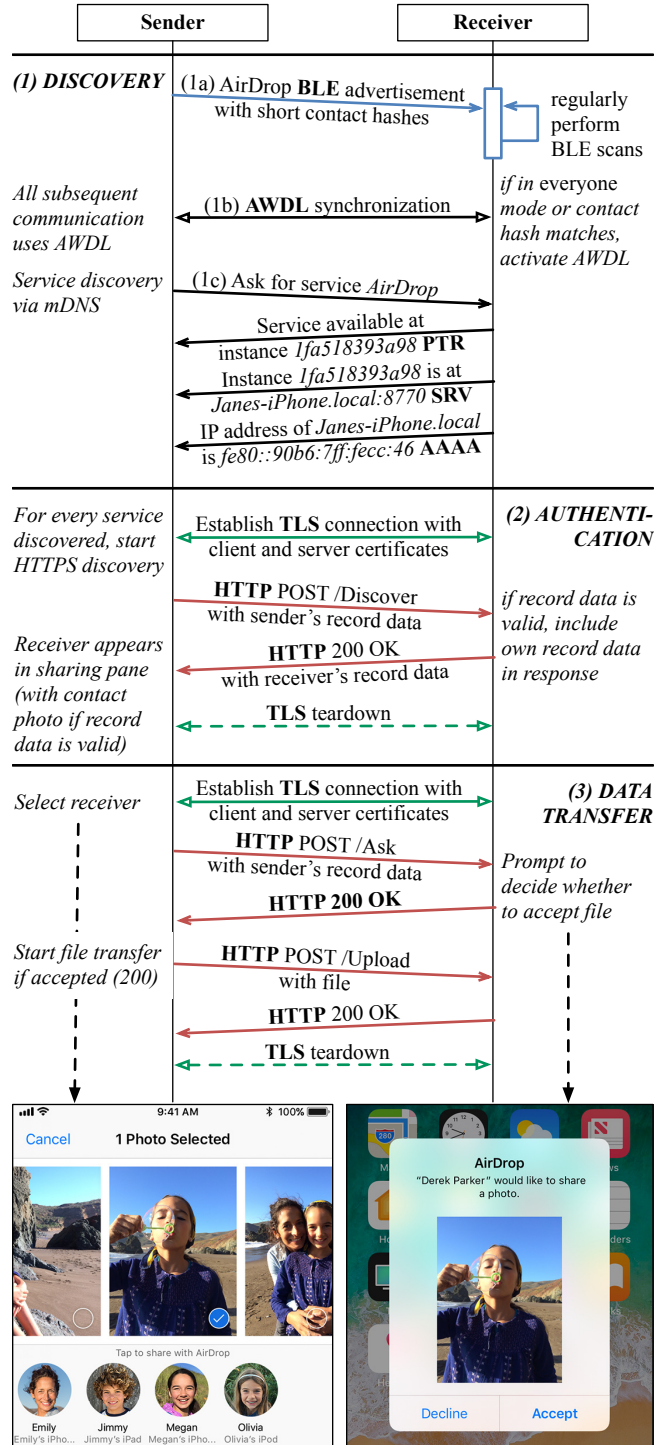 Sender
Receiver
(1) DISCOVERY
(1a) AirDrop BLE advertisement
with short contact hashes
regularly
perform
BLE scans
All subsequent
communication
uses AWDL
(1b) AWDL synchronization
if in everyone
mode or contact
hash matches,
activate AWDL
Service discovery
via mDNS
(1c) Ask for service AirDrop
Service available at
instance 1fa518393a98 PTR
Instance 1fa518393a98 is at
Janes-iPhone.local:8770 SRV
IP address of Janes-iPhone.local
is fe80::90b6:7ff:fecc:46 AAAA
For every service
discovered, start
HTTPS discovery
Establish TLS connection with
client and server certificates
(2) AUTHENTI-
CATION
HTTP POST /Discover
with sender's record data
if record data is
valid, include
own record data
in response
Receiver appears
in sharing pane
(with contact
photo if record
data is valid)
HTTP 200 OK
with receiver's record data
TLS teardown
Select receiver
Establish TLS connection with
client and server certificates
(3) DATA
TRANSFER
HTTP POST /Ask
with sender's record data
Prompt to
decide whether
to accept file
HTTP 200 OK
Start file transfer
if accepted (200)
HTTP POST /Upload
with file
HTTP 200 OK
TLS teardown
9:41 AM
100%
Cancel
1 Photo Selected
Tap to share with AirDrop
Emily
Emily's iPho...
Jimmy
Jimmy's iPad
Megan
Megan's iPho...
Olivia
Olivia's iPod
280
AirDrop
"Derek Parker" would like to share
a photo.
Decline
Accept